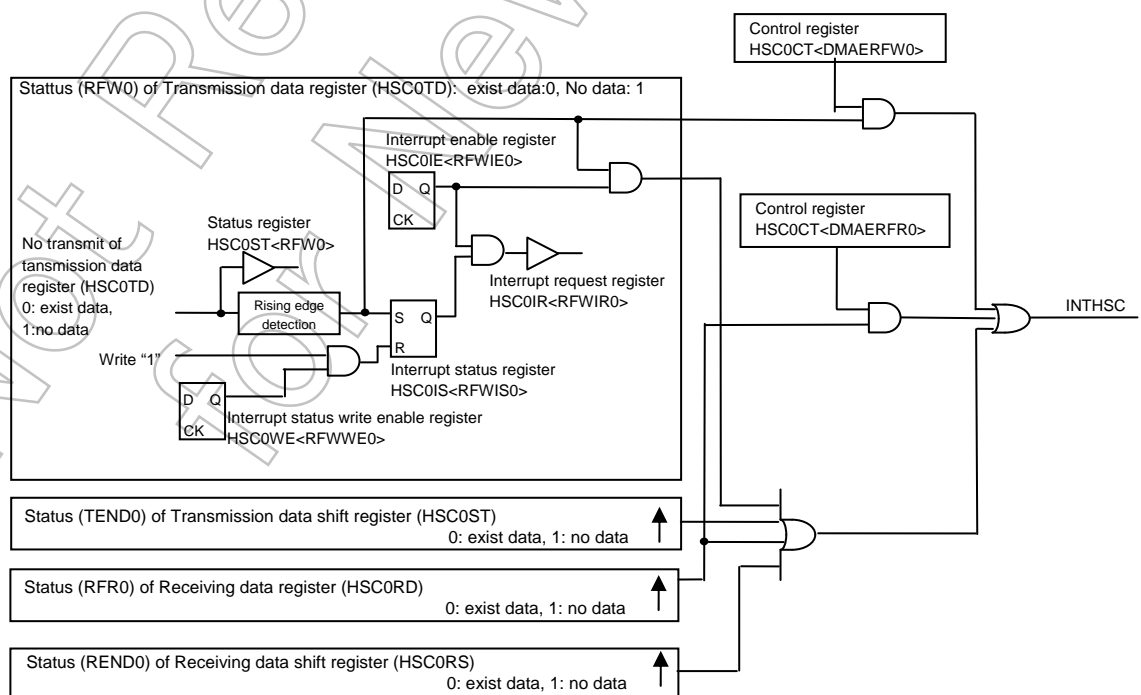 Control register
HSC0CT<DMAERFW0>
Stattus (RFW0) of Transmission data register (HSC0TD): exist data:0, No data: 1
Interrupt enable register
HSC0IE<RFWIE0>
D Q
CK
Status register
HSC0ST<RFW0>
No transmit of
tansmission data
register (HSC0TD)
0: exist data,
1:no data
Rising edge
detection
S Q
R
Interrupt request register
HSC0IR<RFWIR0>
Write “1”
Interrupt status register
HSC0IS<RFWIS0>
D Q
CK
Interrupt status write enable register
HSC0WE<RFWWE0>
Control register
HSC0CT<DMAERFR0>
INTHSC
Status (TEND0) of Transmission data shift register (HSC0ST)
0: exist data, 1: no data
Status (RFR0) of Receiving data register (HSC0RD)
0: exist data, 1: no data
Status (REND0) of Receiving data shift register (HSC0RS)
0: exist data, 1: no data